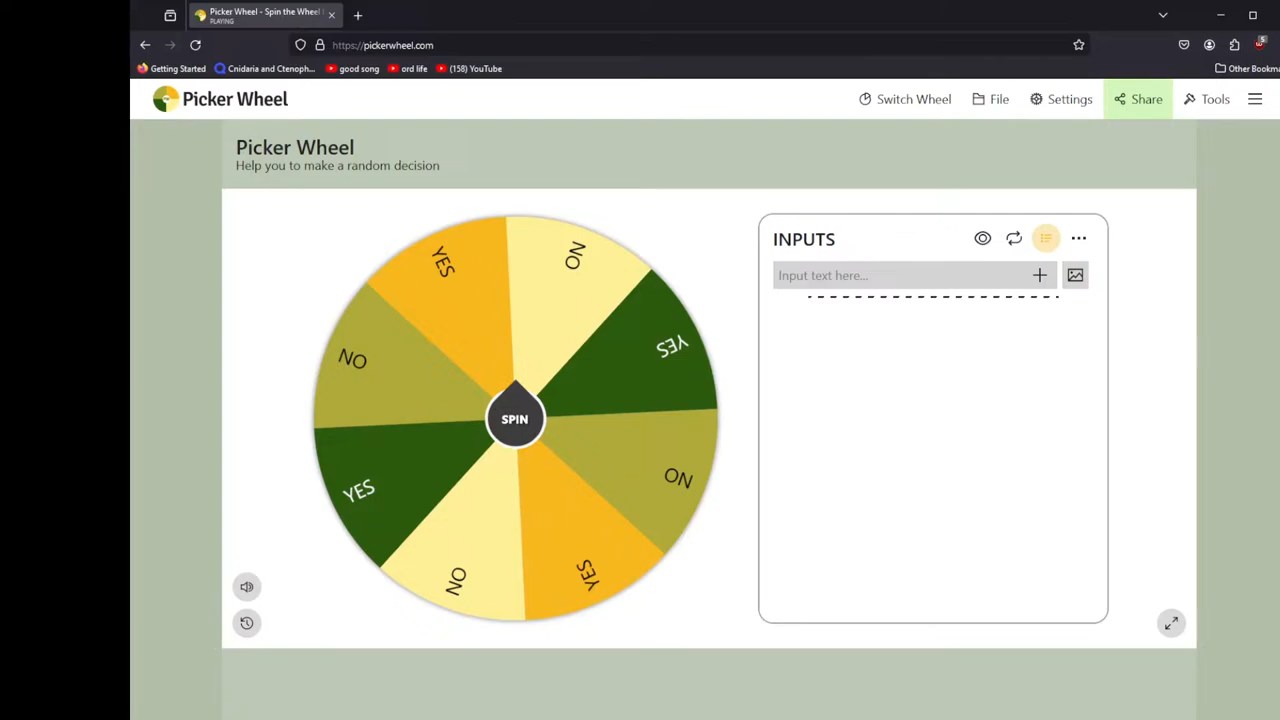 Picker Wheel - Spin the Wheel
PLAYING
5
https://pickerwheel.com
Getting Started
Cnidaria and Ctenoph...
good song
ord life
(158) YouTube
Other Bookma
Picker Wheel
Switch Wheel
File
Settings
Share
Tools
Picker Wheel
Help you to make a random decision
YES
NO
YES
NO
YES
NO
YES
NO
SPIN
INPUTS
Input text here...